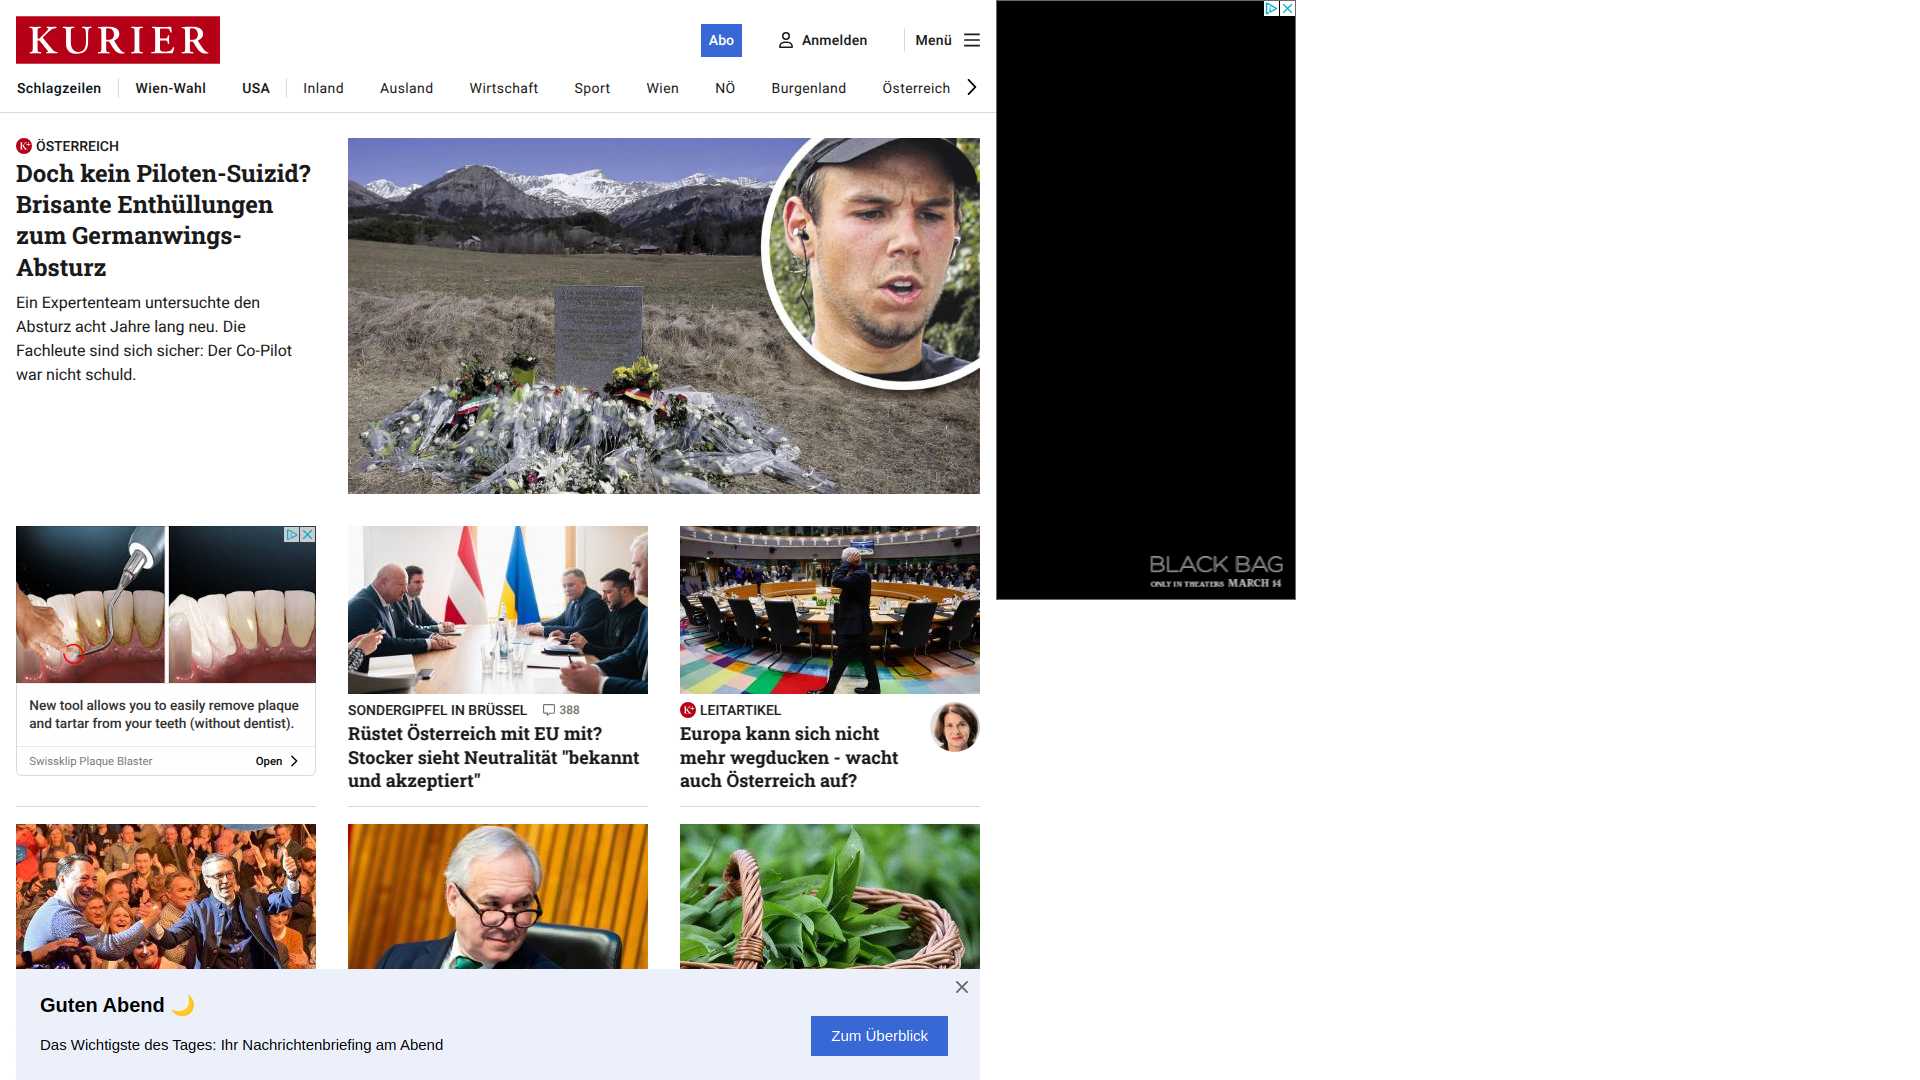 KURIER
Abo
Anmelden
Menü
Schlagzeilen
Wien-Wahl
USA
Inland
Ausland
Wirtschaft
Sport
Wien
NÖ
Burgenland
Österreich
K+ ÖSTERREICH
Doch kein Piloten-Suizid?
Brisante Enthüllungen
zum Germanwings-
Absturz
Ein Expertenteam untersuchte den
Absturz acht Jahre lang neu. Die
Fachleute sind sich sicher: Der Co-Pilot
war nicht schuld.
BLACK BAG
ONLY IN THEATERS MARCH 14
New tool allows you to easily remove plaque
and tartar from your teeth (without dentist).
Swissklip Plaque Blaster
Open
SONDERGIPFEL IN BRÜSSEL 388
Rüstet Österreich mit EU mit?
Stocker sieht Neutralität "bekannt
und akzeptiert"
K+ LEITARTIKEL
Europa kann sich nicht
mehr wegducken - wacht
auch Österreich auf?
Guten Abend 🌙
Das Wichtigste des Tages: Ihr Nachrichtenbriefing am Abend
Zum Überblick